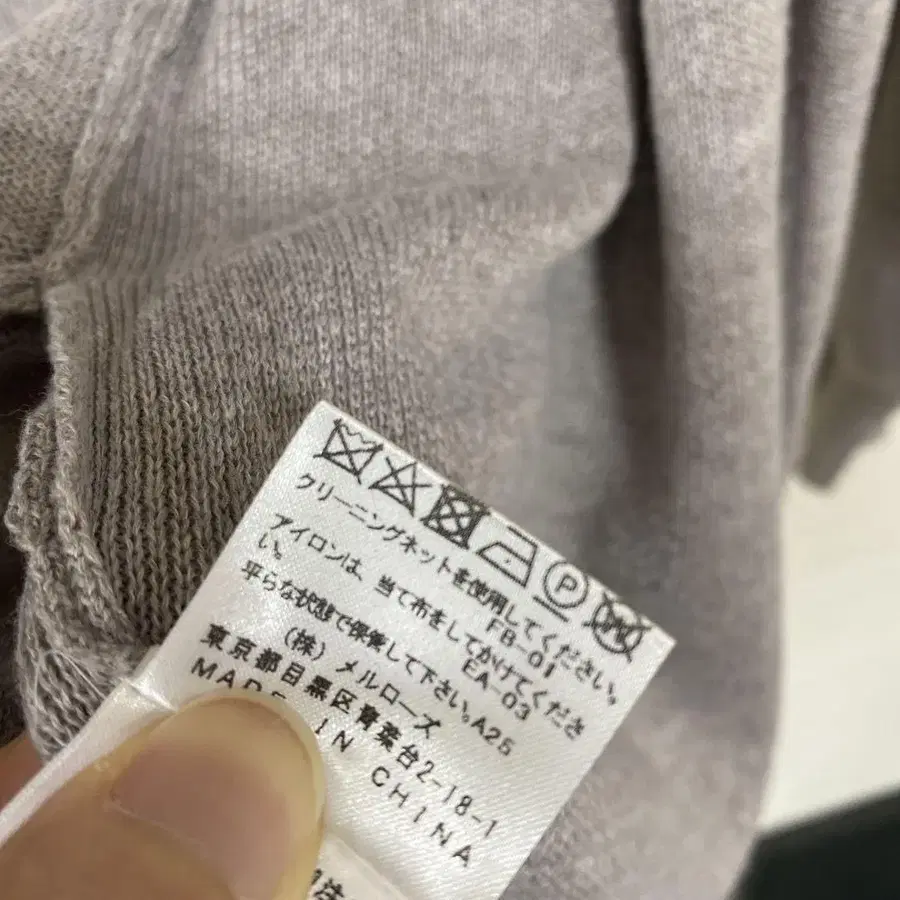 P W
クリーニングネットを使用してください。
FB-01
アイロンは、当て布をしてかけてくださ
い。 EA-03
平らな状態で保管して下さい。A25
(株) メルローズ
東京都目黒区青葉台2-18-1
MADE IN CHINA
注